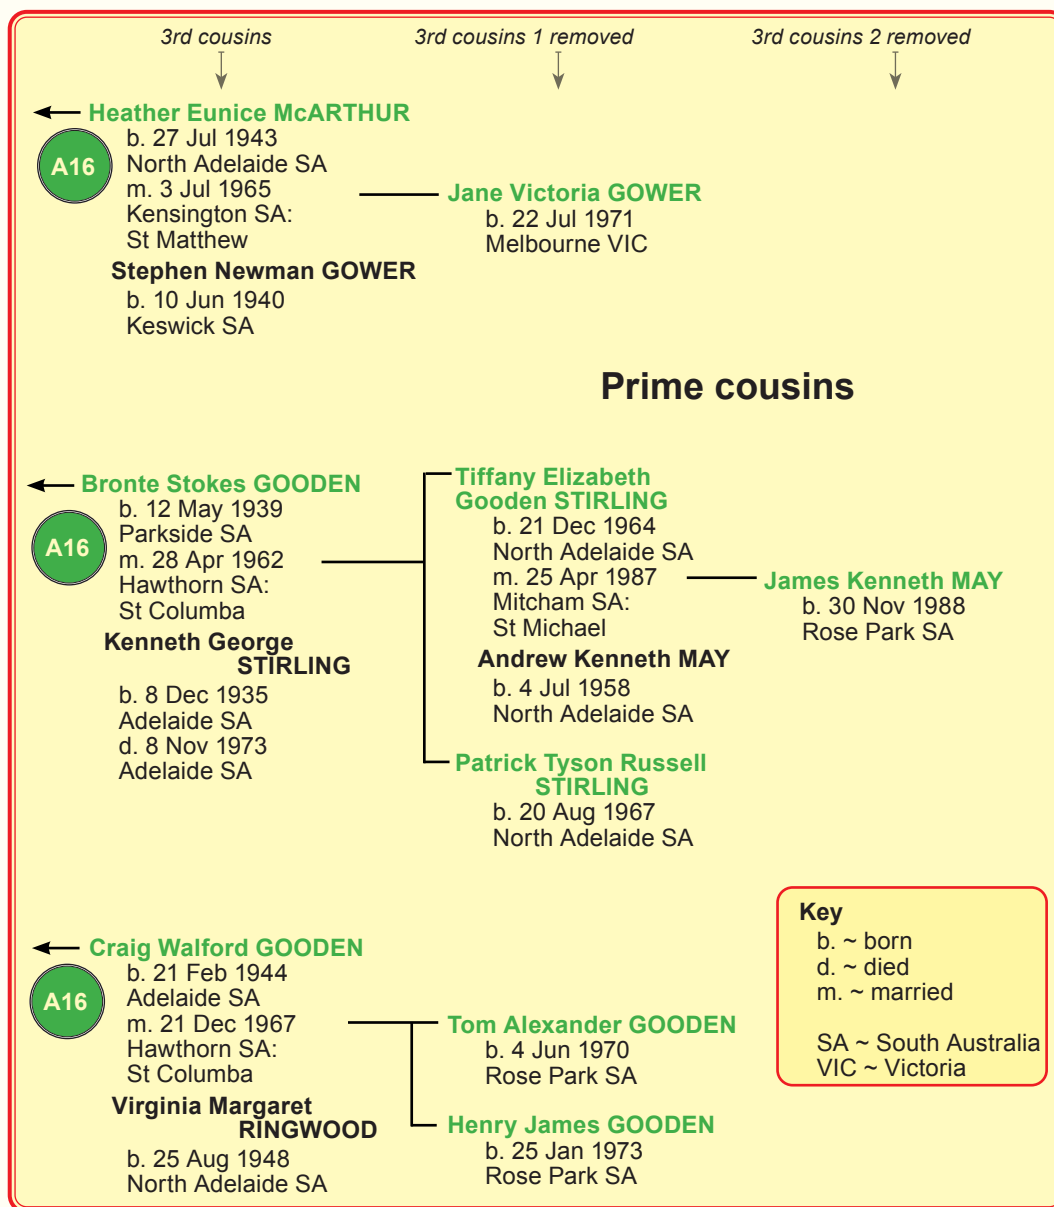 3rd cousins
3rd cousins 1 removed
3rd cousins 2 removed
Heather Eunice McARTHUR
A16
b. 27 Jul 1943
North Adelaide SA
m. 3 Jul 1965
Kensington SA:
St Matthew
Stephen Newman GOWER
b. 10 Jun 1940
Keswick SA
Jane Victoria GOWER
b. 22 Jul 1971
Melbourne VIC
Prime cousins
Bronte Stokes GOODEN
A16
b. 12 May 1939
Parkside SA
m. 28 Apr 1962
Hawthorn SA:
St Columba
Kenneth George
STIRLING
b. 8 Dec 1935
Adelaide SA
d. 8 Nov 1973
Adelaide SA
Tiffany Elizabeth
Gooden STIRLING
b. 21 Dec 1964
North Adelaide SA
m. 25 Apr 1987
Mitcham SA:
St Michael
Andrew Kenneth MAY
b. 4 Jul 1958
North Adelaide SA
James Kenneth MAY
b. 30 Nov 1988
Rose Park SA
Patrick Tyson Russell
STIRLING
b. 20 Aug 1967
North Adelaide SA
Craig Walford GOODEN
A16
b. 21 Feb 1944
Adelaide SA
m. 21 Dec 1967
Hawthorn SA:
St Columba
Virginia Margaret
RINGWOOD
b. 25 Aug 1948
North Adelaide SA
Tom Alexander GOODEN
b. 4 Jun 1970
Rose Park SA
Henry James GOODEN
b. 25 Jan 1973
Rose Park SA
Key
b. ~ born
d. ~ died
m. ~ married
SA ~ South Australia
VIC ~ Victoria